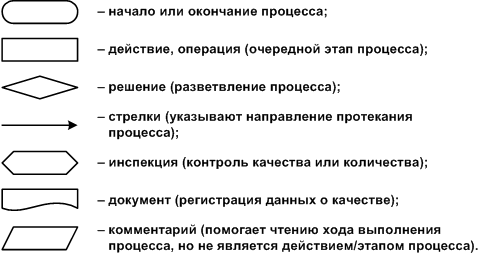 – начало или окончание процесса;
– действие, операция (очередной этап процесса);
– решение (разветвление процесса);
– стрелки (указывают направление протекания
процесса);
– инспекция (контроль качества или количества);
– документ (регистрация данных о качестве);
– комментарий (помогает чтению хода выполнения
процесса, но не является действием/этапом процесса).